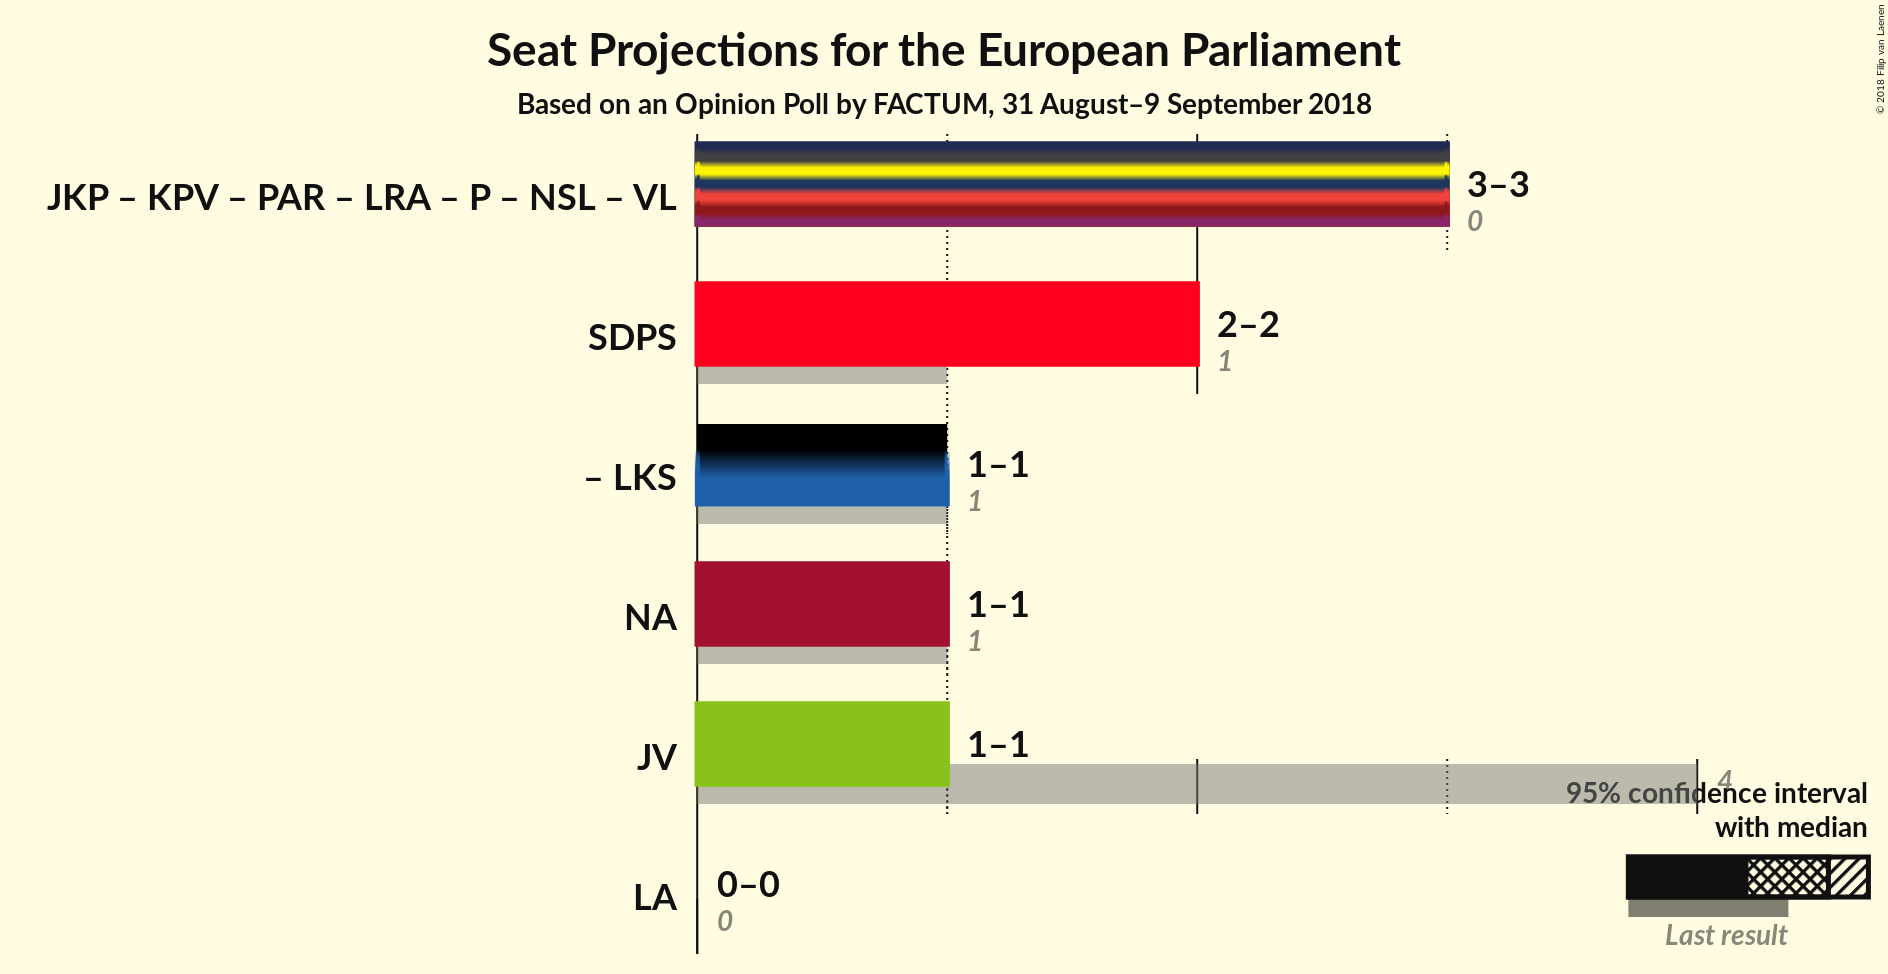 Seat Projections for the European Parliament
Based on an Opinion Poll by FACTUM, 31 August–9 September 2018
© 2018 Filip van Laenen
JKP – KPV – PAR – LRA – P – NSL – VL
3–3
0
SDPS
2–2
1
– LKS
1–1
1
NA
1–1
1
JV
1–1
4
LA
0–0
0
95% confidence interval
with median
Last result